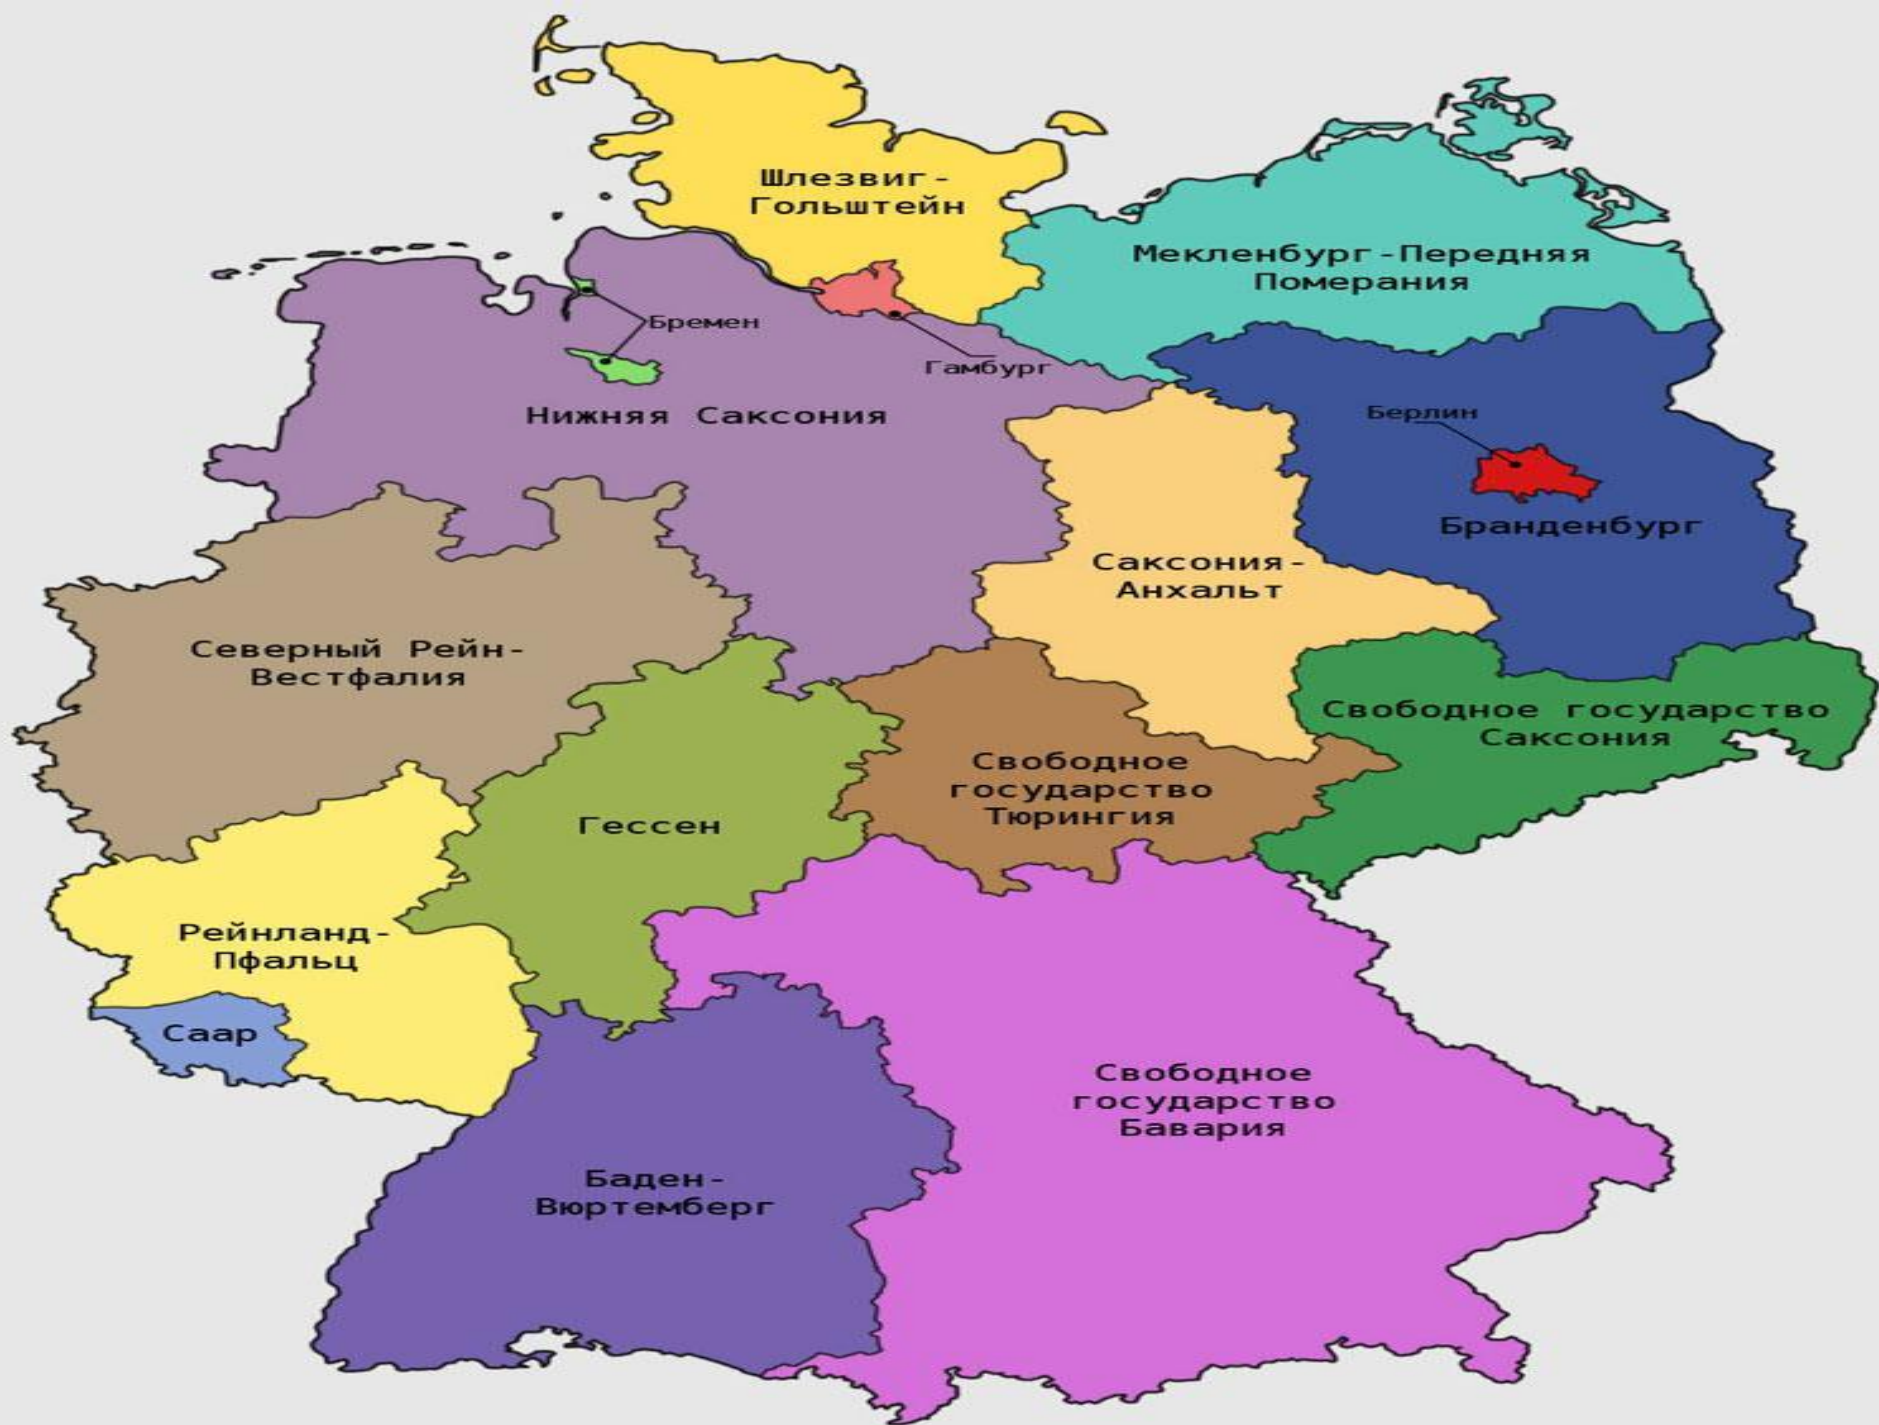 Шлезвиг-
Гольштейн
Мекленбург-Передняя
Померания
Бремен
Гамбург
Нижняя Саксония
Берлин
Бранденбург
Саксония-
Анхальт
Северный Рейн-
Вестфалия
Свободное государство
Саксония
Свободное
государство
Тюрингия
Гессен
Рейнланд-
Пфальц
Саар
Свободное
государство
Бавария
Баден-
Вюртемберг